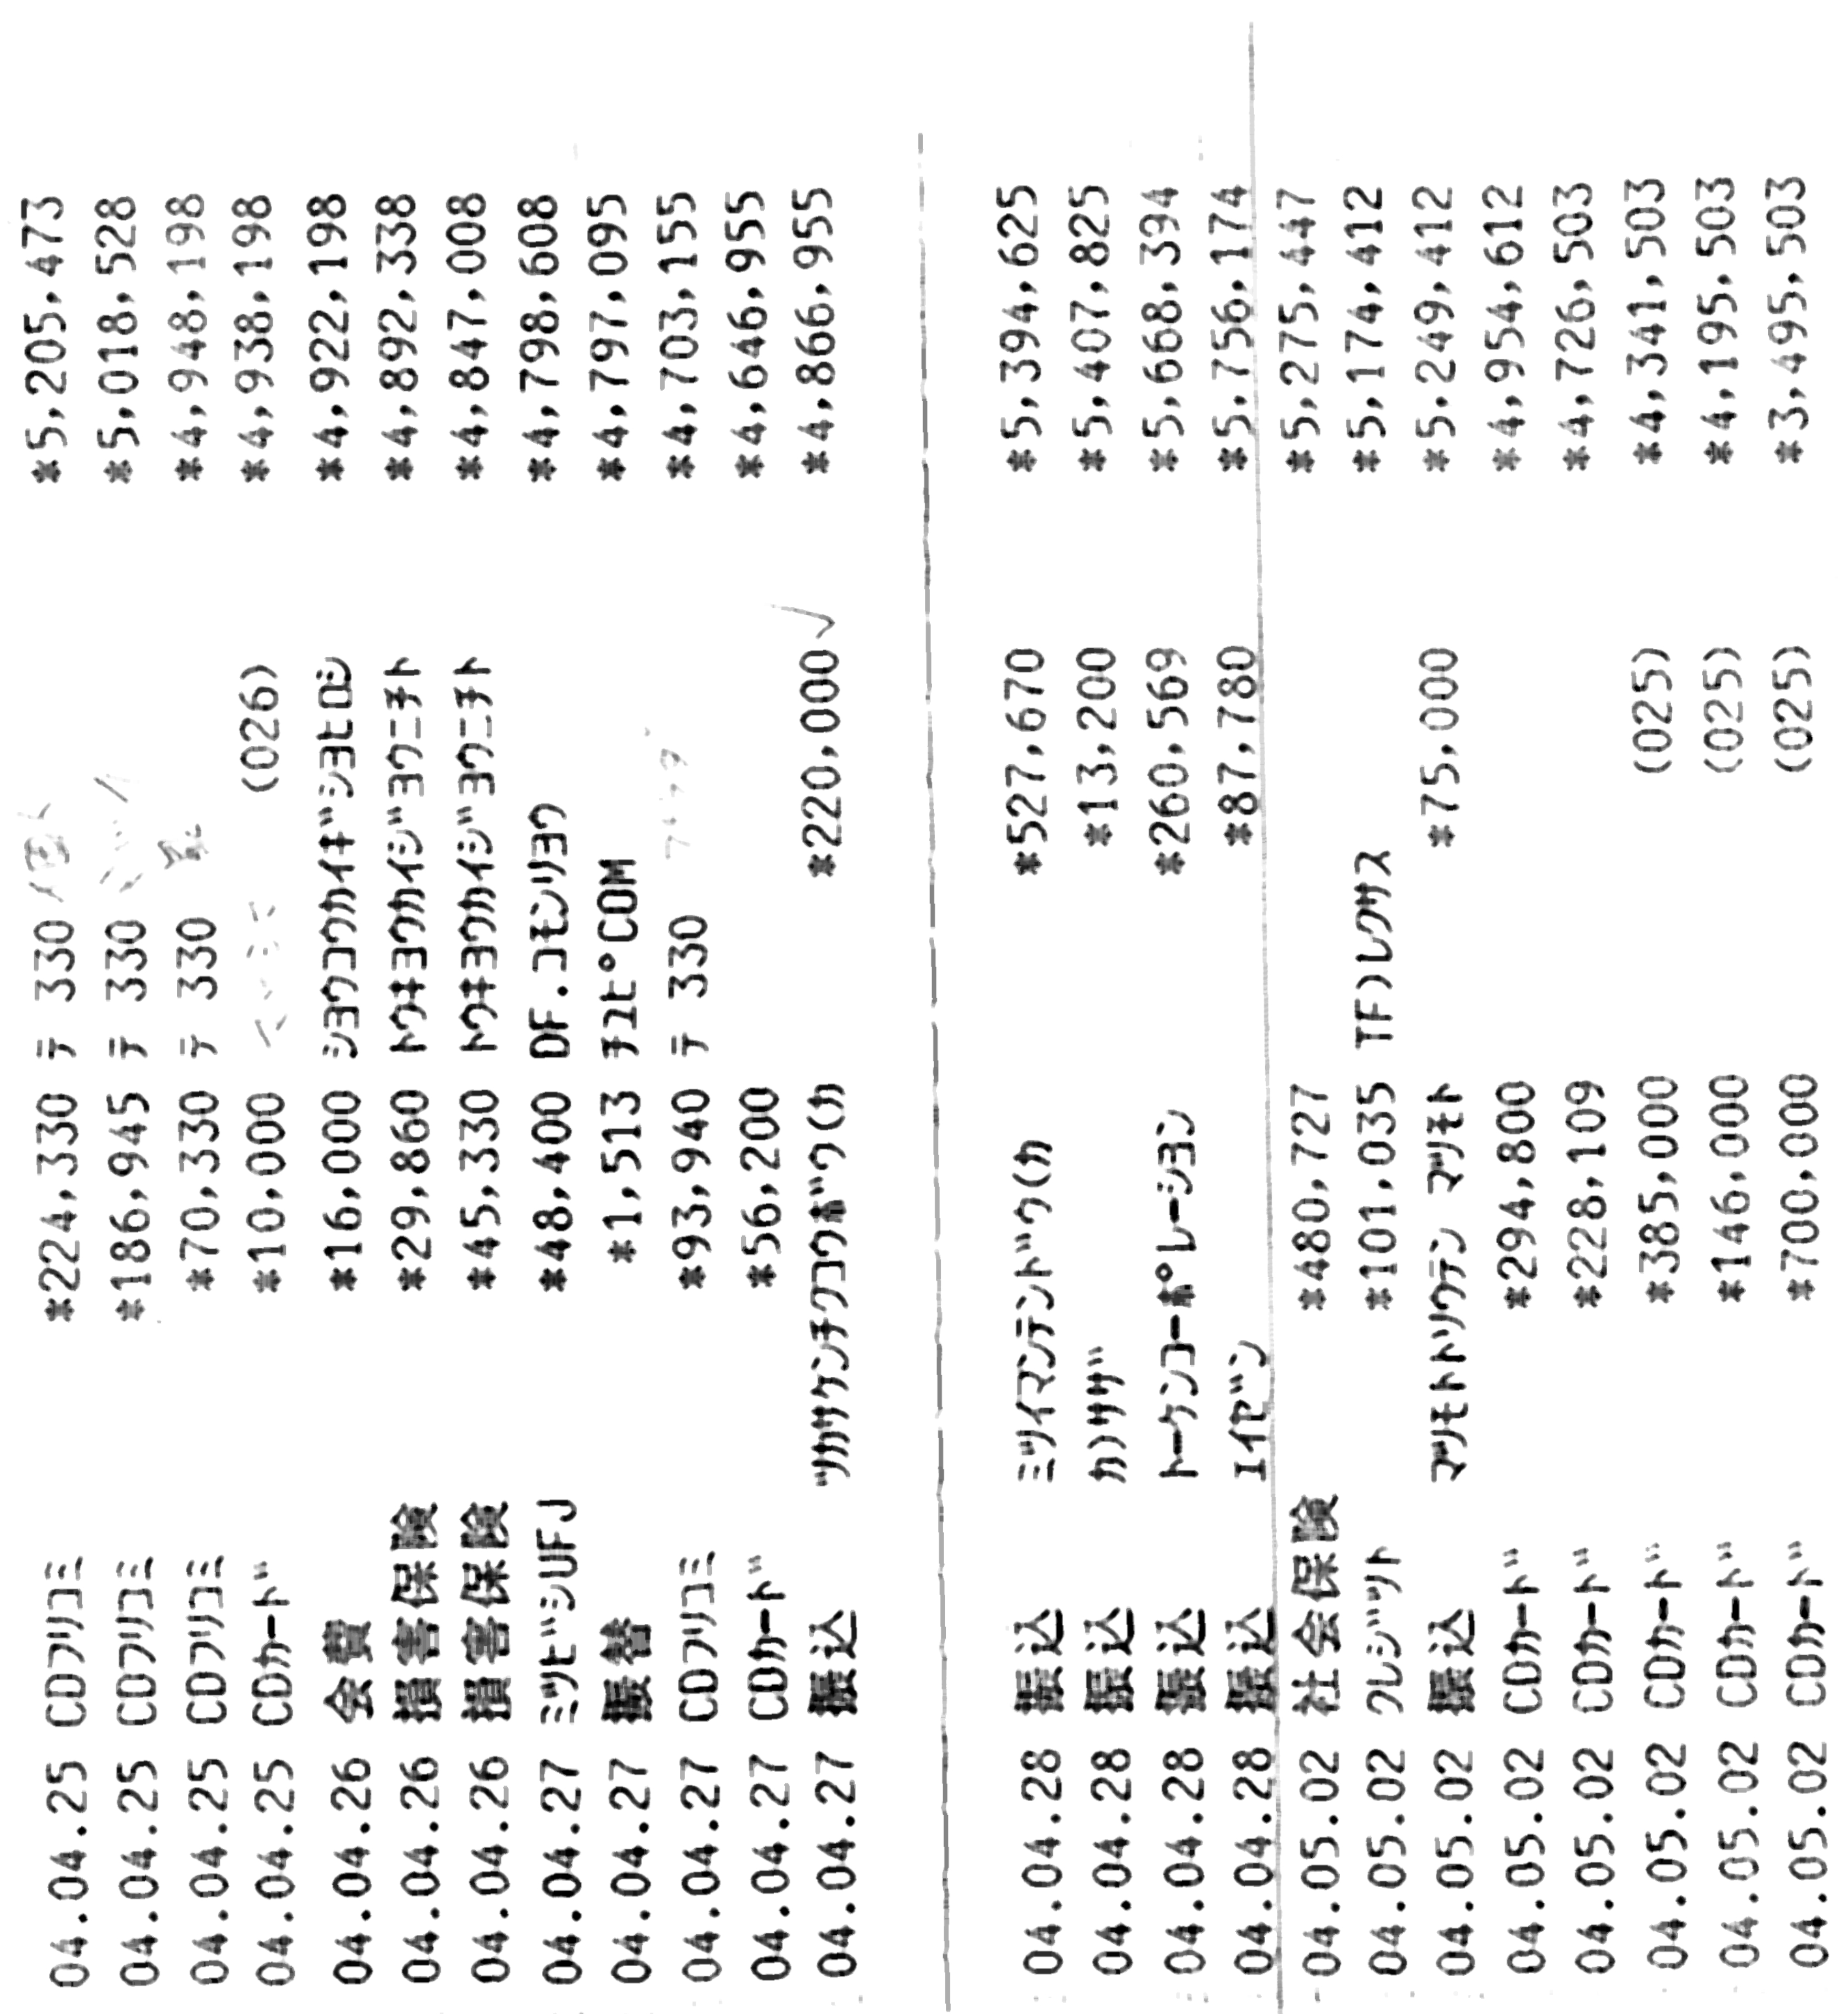 04.04.25 CDフリコミ *224,330 テ 330 *5,205,473
04.04.25 CDフリコミ *186,945 テ 330 *5,018,528
04.04.25 CDフリコミ *70,330 テ 330 *4,948,198
04.04.25 CDカード *10,000 (026) *4,938,198
04.04.26 会費 *16,000 ショウコウカイギ"ショヒロシ *4,922,198
04.04.26 損害保険 *29,860 トウキヨウカイジ"ヨウニチト *4,892,338
04.04.26 損害保険 *45,330 トウキヨウカイジ"ヨウニチト *4,847,008
04.04.27 ミツビシUFJ *48,400 DF.コモンリヨウ *4,798,608
04.04.27 振替 *1,513 チユピ°COM *4,797,095
04.04.27 CDフリコミ *93,940 テ 330 *4,703,155
04.04.27 CDカード *56,200 *4,646,955
04.04.27 振込 ツカサケンチクコウボ"ウ(カ *220,000✓ *4,866,955
04.04.28 振込 ミツイマンテンド"ウ(カ *527,670 *5,394,625
04.04.28 振込 カ)ササ" *13,200 *5,407,825
04.04.28 振込 トーケンコーポ°レーシヨン *260,569 *5,668,394
04.04.28 振込 エイゼ"ン *87,780 *5,756,174
04.05.02 社会保険 *480,727 *5,275,447
04.05.02 クレジツト *101,035 TF)レクサス *5,174,412
04.05.02 振込 マツモトトソウテン マツモト *75,000 *5,249,412
04.05.02 CDカード *294,800 *4,954,612
04.05.02 CDカード *228,109 *4,726,503
04.05.02 CDカード *385,000 (025) *4,341,503
04.05.02 CDカード *146,000 (025) *4,195,503
04.05.02 CDカード *700,000 (025) *3,495,503